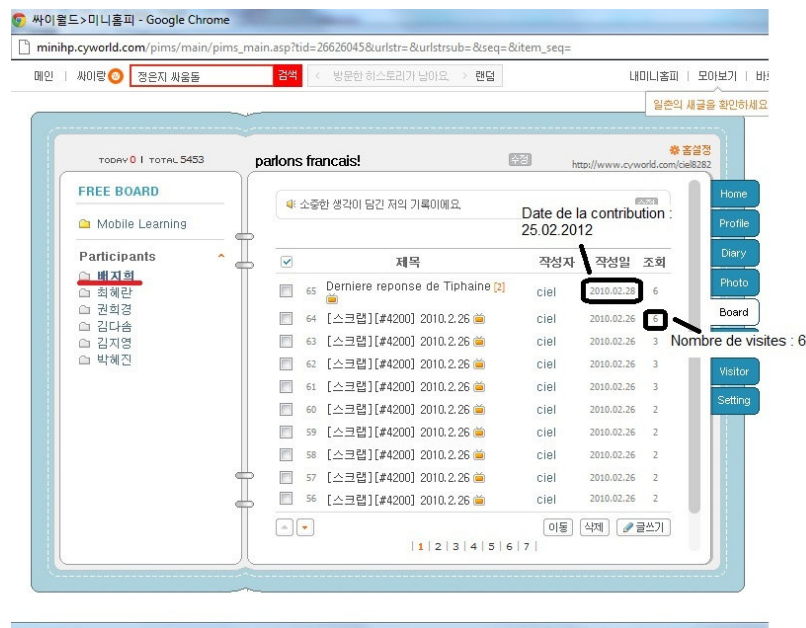 싸이월드>미니홈피 - Google Chrome
minihp.cyworld.com/pims/main/pims_main.asp?tid=26626045&urlstr=&urlstrsub=&seq=&item_seq=
메인 | 싸이랑 정은지 싸움들 검색 < 방문한 히스토리가 남아요. > 랜덤 내미니홈피 | 모아보기 |
일촌의 새글을 확인하세요
TODAY 0 | TOTAL 5453
parlons francais!
수정
홈설정
http://www.cyworld.com/ciel8282
FREE BOARD
Mobile Learning
Participants
배지희
최혜란
권희경
김다솜
김지영
박혜진
소중한 생각이 담긴 저의 기록이에요.
Date de la contribution :
25.02.2012
제목 작성자 작성일 조회
65 Derniere reponse de Tiphaine [2] ciel 2010.02.28 6
64 [스크랩][#4200] 2010.2.26 ciel 2010.02.26 6
63 [스크랩][#4200] 2010.2.26 ciel 2010.02.26 3
62 [스크랩][#4200] 2010.2.26 ciel 2010.02.26 3
61 [스크랩][#4200] 2010.2.26 ciel 2010.02.26 3
60 [스크랩][#4200] 2010.2.26 ciel 2010.02.26 2
59 [스크랩][#4200] 2010.2.26 ciel 2010.02.26 2
58 [스크랩][#4200] 2010.2.26 ciel 2010.02.26 2
57 [스크랩][#4200] 2010.2.26 ciel 2010.02.26 2
56 [스크랩][#4200] 2010.2.26 ciel 2010.02.26 2
Nombre de visites : 6
이동 삭제 글쓰기
| 1 | 2 | 3 | 4 | 5 | 6 | 7 |
Home
Profile
Diary
Photo
Board
Visitor
Setting